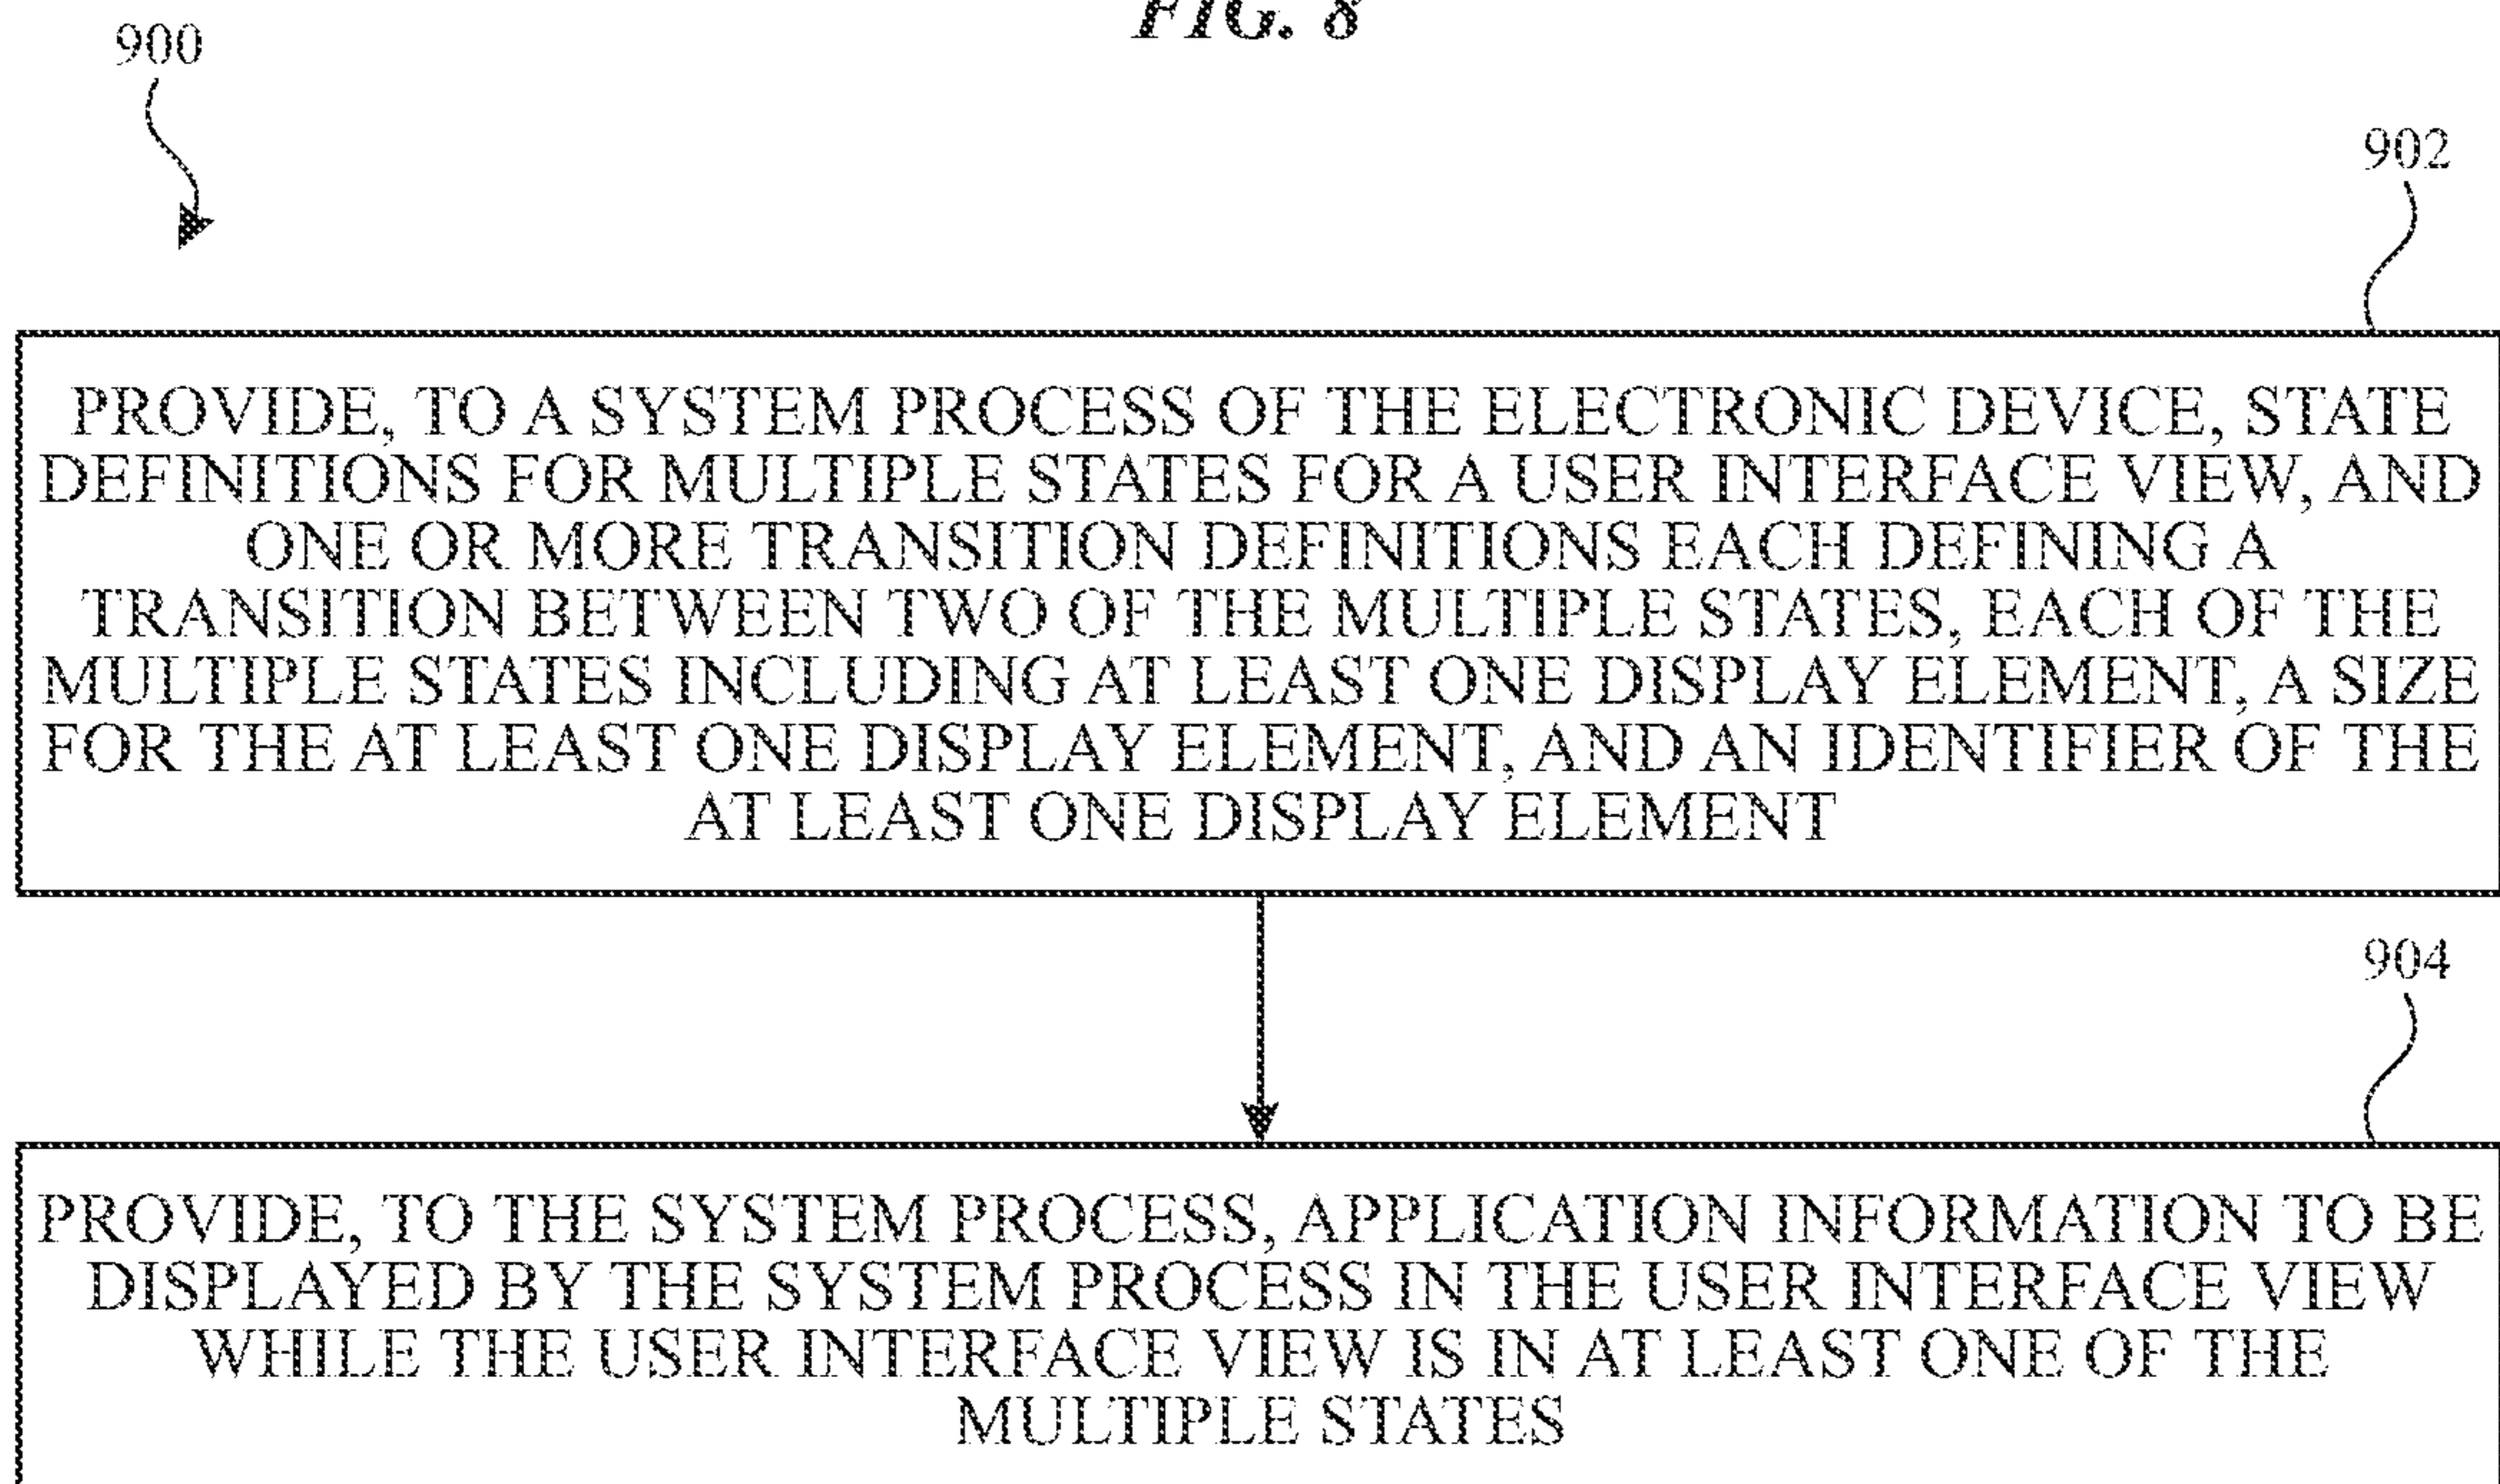 FIG. 8
900
902
PROVIDE, TO A SYSTEM PROCESS OF THE ELECTRONIC DEVICE, STATE
DEFINITIONS FOR MULTIPLE STATES FOR A USER INTERFACE VIEW, AND
ONE OR MORE TRANSITION DEFINITIONS EACH DEFINING A
TRANSITION BETWEEN TWO OF THE MULTIPLE STATES, EACH OF THE
MULTIPLE STATES INCLUDING AT LEAST ONE DISPLAY ELEMENT, A SIZE
FOR THE AT LEAST ONE DISPLAY ELEMENT, AND AN IDENTIFIER OF THE
AT LEAST ONE DISPLAY ELEMENT
904
PROVIDE, TO THE SYSTEM PROCESS, APPLICATION INFORMATION TO BE
DISPLAYED BY THE SYSTEM PROCESS IN THE USER INTERFACE VIEW
WHILE THE USER INTERFACE VIEW IS IN AT LEAST ONE OF THE
MULTIPLE STATES